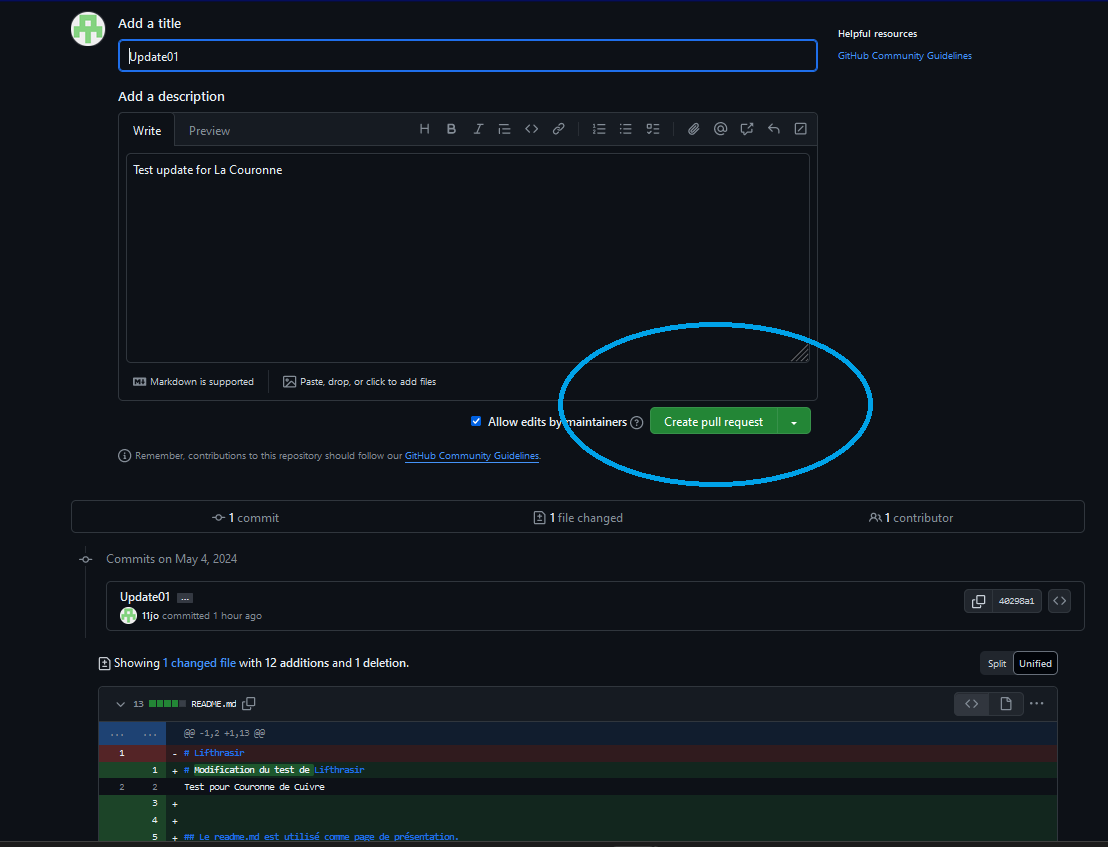 Add a title
Helpful resources
Update01
GitHub Community Guidelines
Add a description
Write Preview
Test update for La Couronne
Markdown is supported Paste, drop, or click to add files
Allow edits by maintainers Create pull request
Remember, contributions to this repository should follow our GitHub Community Guidelines.
1 commit 1 file changed 1 contributor
Commits on May 4, 2024
Update01 ...
11jo committed 1 hour ago
40298a1
Showing 1 changed file with 12 additions and 1 deletion.
Split Unified
13 README.md
... ... @@ -1,2 +1,13 @@
1 - # Lifthrasir
1 + # Modification du test de Lifthrasir
2 2 Test pour Couronne de Cuivre
3 +
4 +
5 + ## Le readme.md est utilisé comme page de présentation.